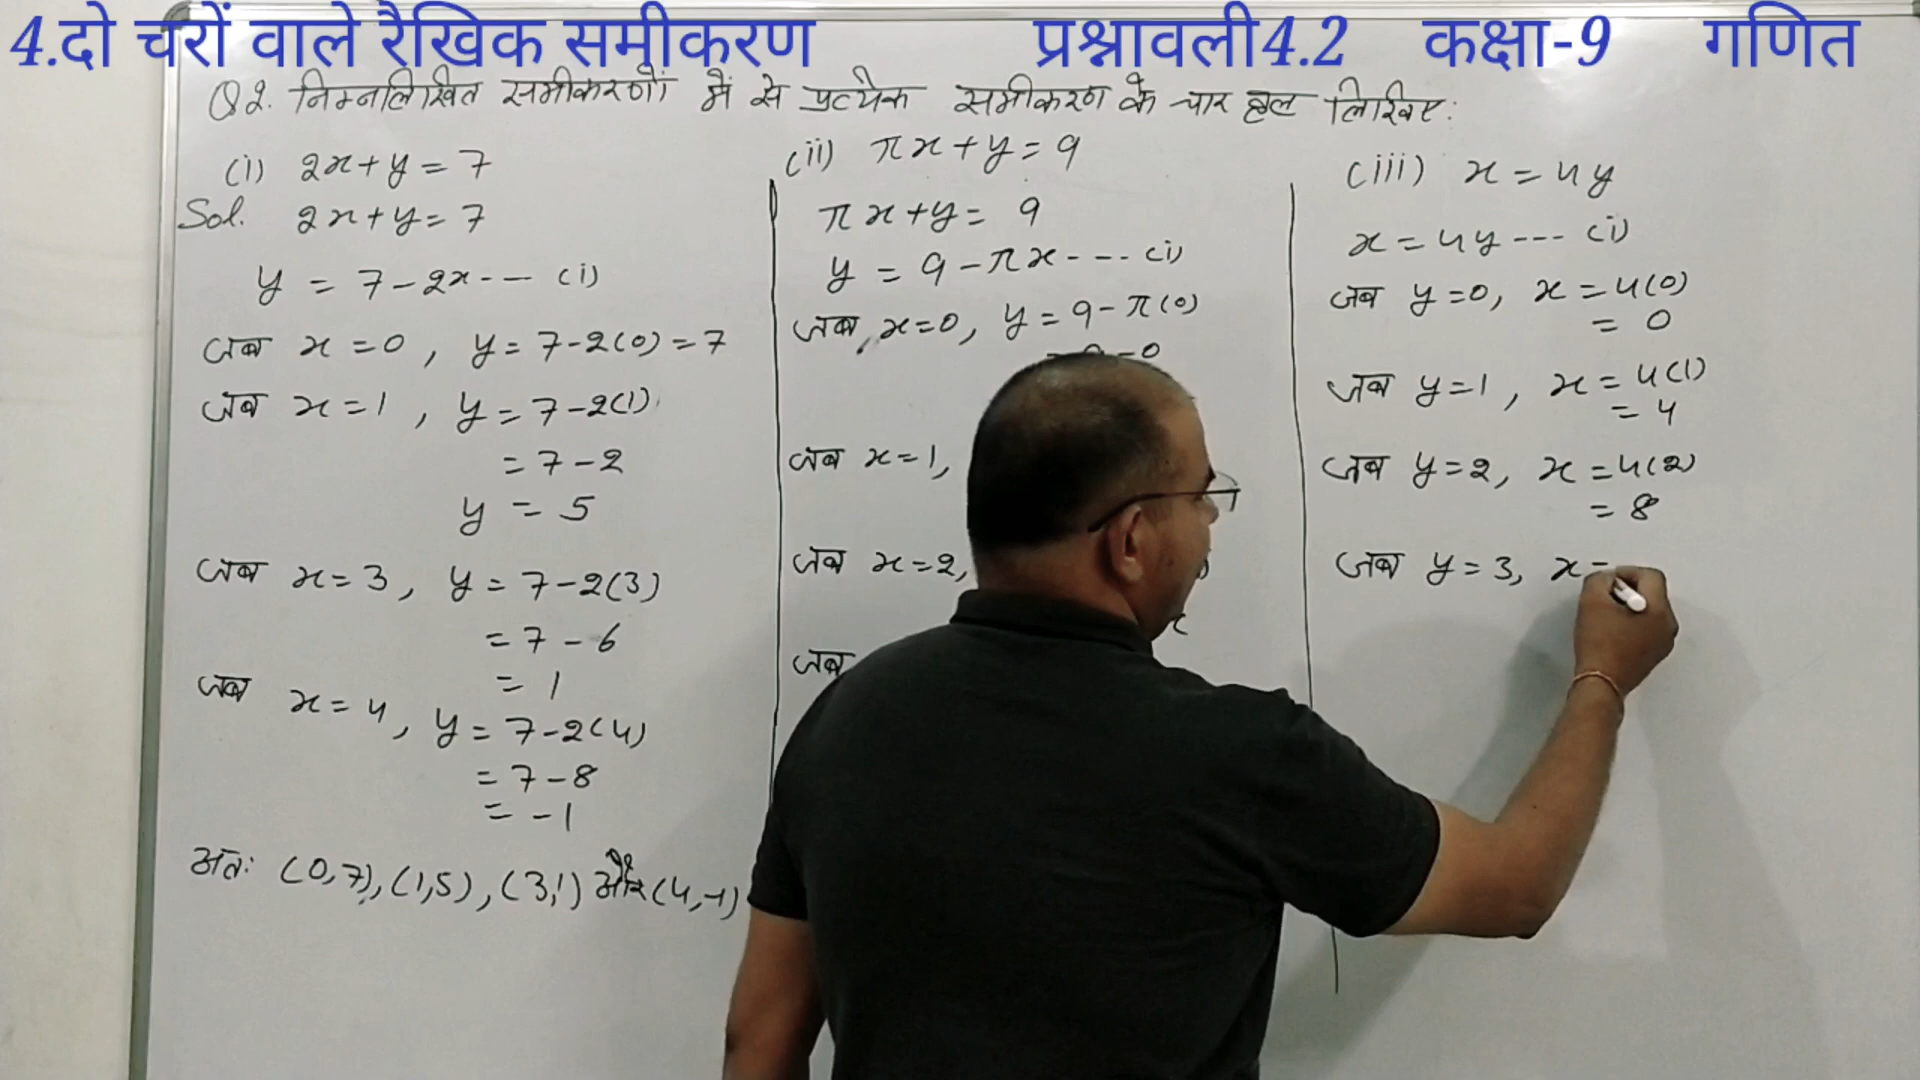 4.दो चरों वाले रैखिक समीकरण प्रश्नावली4.2 कक्षा-9 गणित
Q2. निम्नलिखित समीकरणों में से प्रत्येक समीकरण के चार हल लिखिए:
(i) 2x+y=7
Sol. 2x+y=7
y = 7-2x--- (i)
जब x=0, y=7-2(0)=7
जब x=1, y=7-2(1)
=7-2
y = 5
जब x=3, y=7-2(3)
=7-6
=1
जब x=4, y=7-2(4)
=7-8
=-1
अतः (0,7),(1,5),(3,1) और (4,-1)
(ii) πx+y=9
πx+y=9
y = 9-πx--- (i)
जब x=0, y=9-π(0)
जब x=1,
जब x=2,
जब
(iii) x=4y
x=4y--- (i)
जब y=0, x=4(0)
= 0
जब y=1, x=4(1)
= 4
जब y=2, x=4(2)
= 8
जब y=3, x=